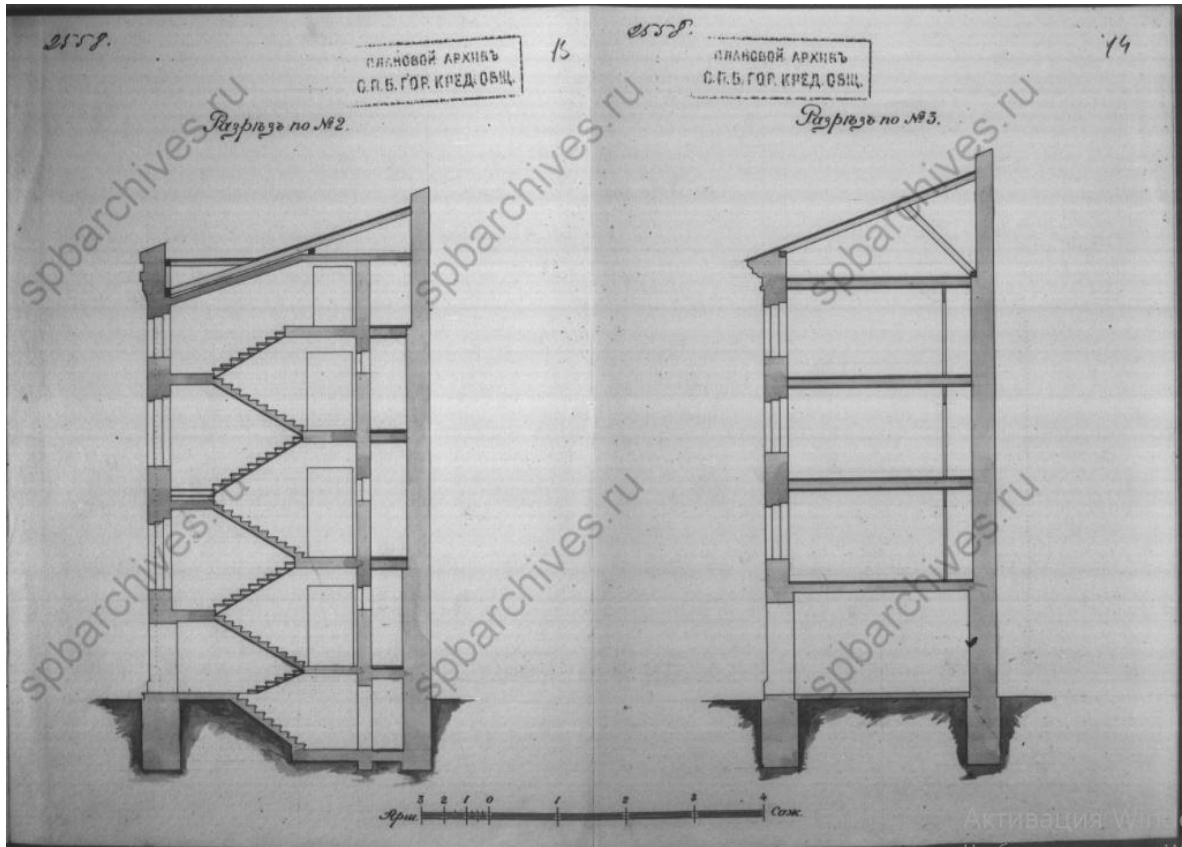 2558.
ПЛАНОВОЙ АРХИВЪ
С.П.Б. ГОР. КРЕД. ОБЩ.
13
Разрѣзъ по №2.
2558.
ПЛАНОВОЙ АРХИВЪ
С.П.Б. ГОР. КРЕД. ОБЩ.
14
Разрѣзъ по №3.
spbarchives.ru
spbarchives.ru
spbarchives.ru
spbarchives.ru
spbarchives.ru
spbarchives.ru
spbarchives.ru
spbarchives.ru
Арш. 3 2 1 0 1 2 3 4 Саж.
Активация Win